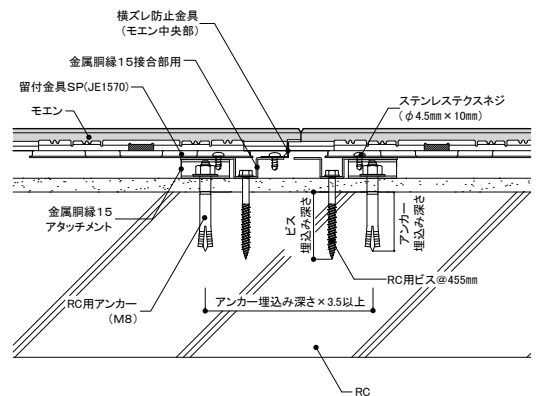 横ズレ防止金具
(モエン中央部)
金属胴縁15接合部用
留付金具SP(JE1570)
モエン
ステンレステクスネジ
(φ4.5mm×10mm)
金属胴縁15
アタッチメント
ビス
埋込み深さ
アンカー
埋込み深さ
RC用ビス@455mm
RC用アンカー
(M8)
アンカー埋込み深さ×3.5以上
RC